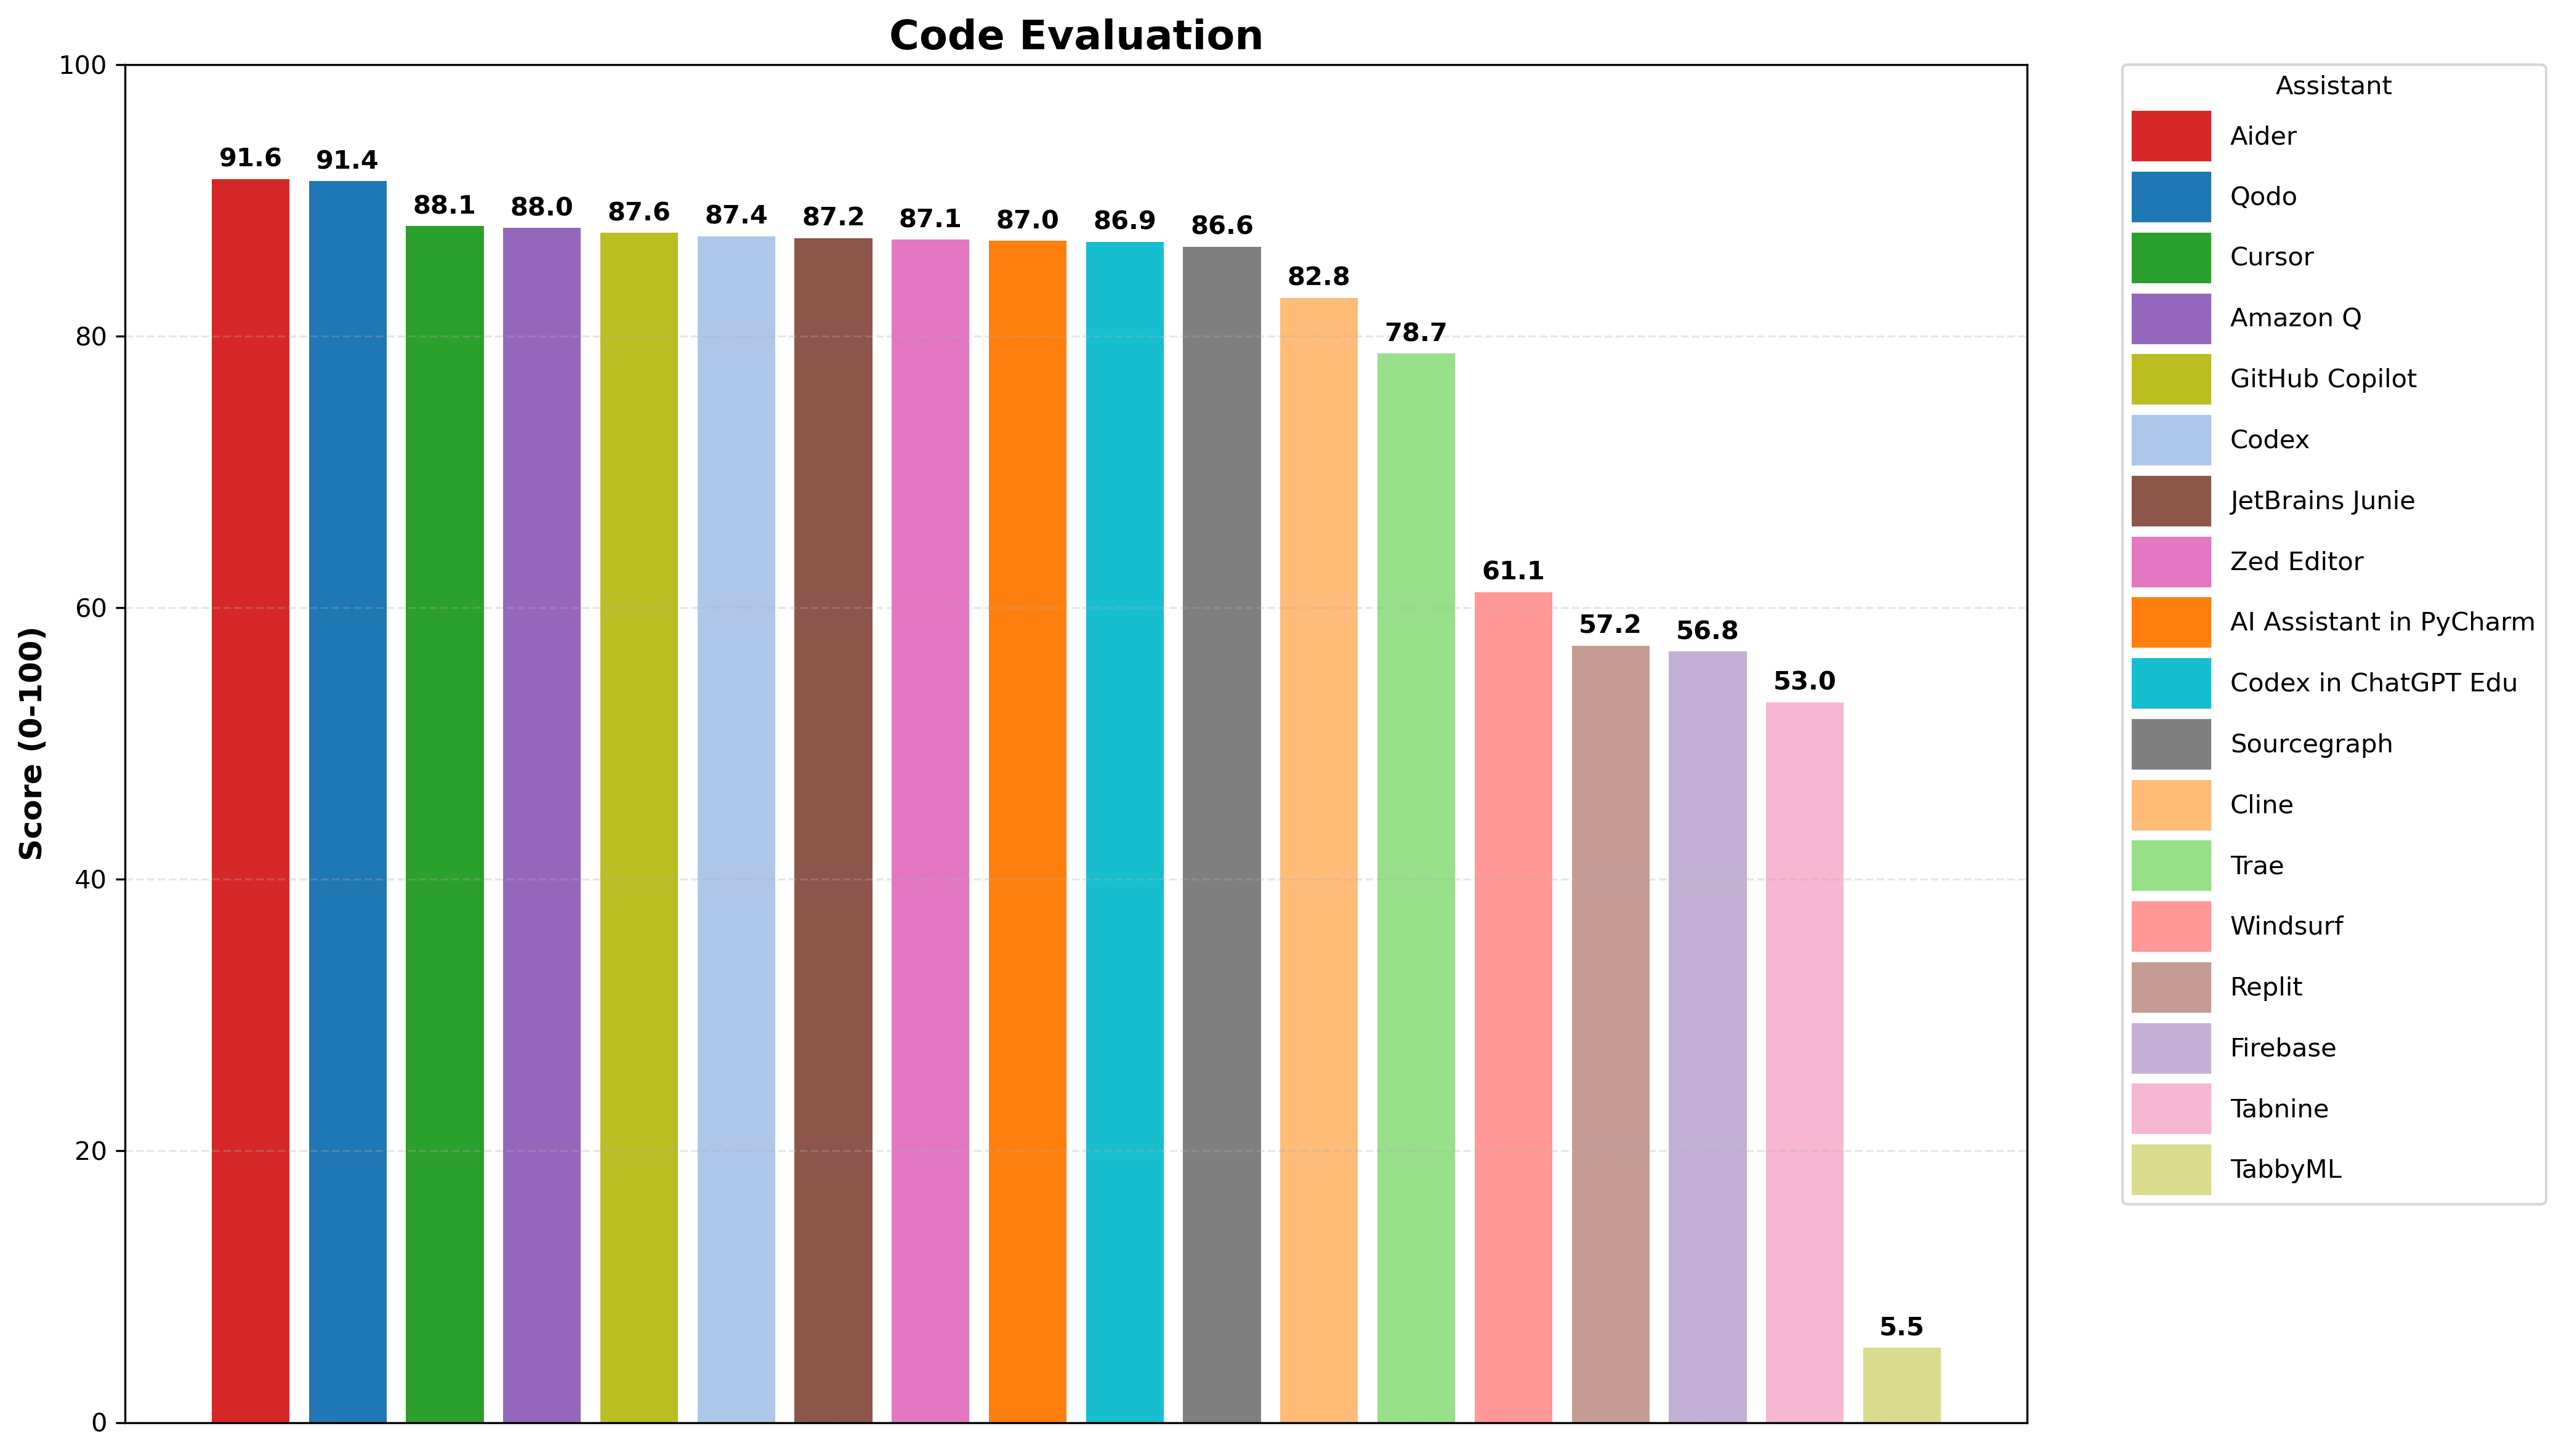 Code Evaluation
Score (0-100)
100
80
60
40
20
0
91.6
91.4
88.1
88.0
87.6
87.4
87.2
87.1
87.0
86.9
86.6
82.8
78.7
61.1
57.2
56.8
53.0
5.5
Assistant
Aider
Qodo
Cursor
Amazon Q
GitHub Copilot
Codex
JetBrains Junie
Zed Editor
AI Assistant in PyCharm
Codex in ChatGPT Edu
Sourcegraph
Cline
Trae
Windsurf
Replit
Firebase
Tabnine
TabbyML